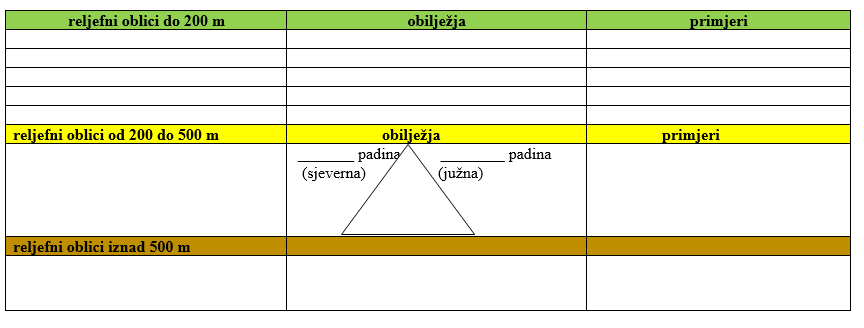 reljefni oblici do 200 m obilježja primjeri
reljefni oblici od 200 do 500 m obilježja primjeri
_______ padina ________ padina
(sjeverna) (južna)
reljefni oblici iznad 500 m